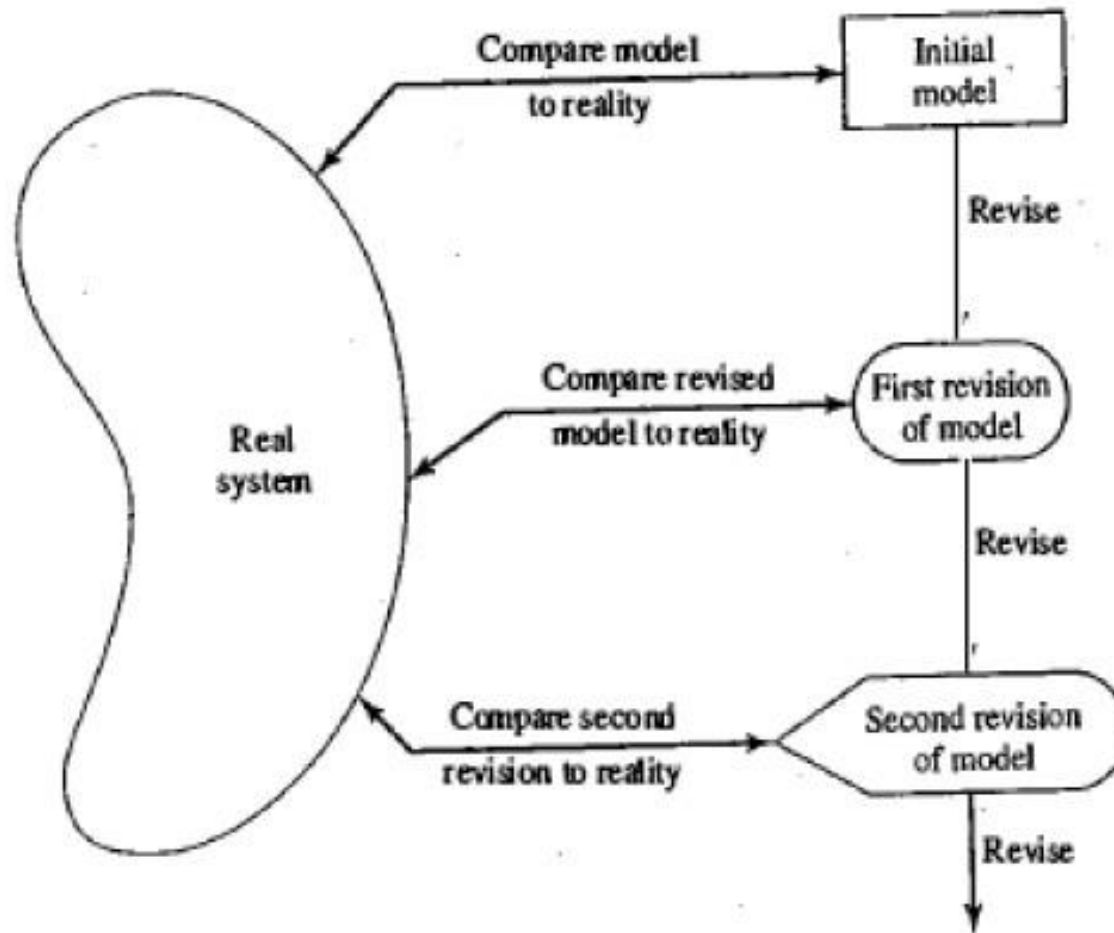 Compare model
to reality
Initial
model
Revise
Compare revised
model to reality
First revision
of model
Real
system
Revise
Compare second
revision to reality
Second revision
of model
Revise